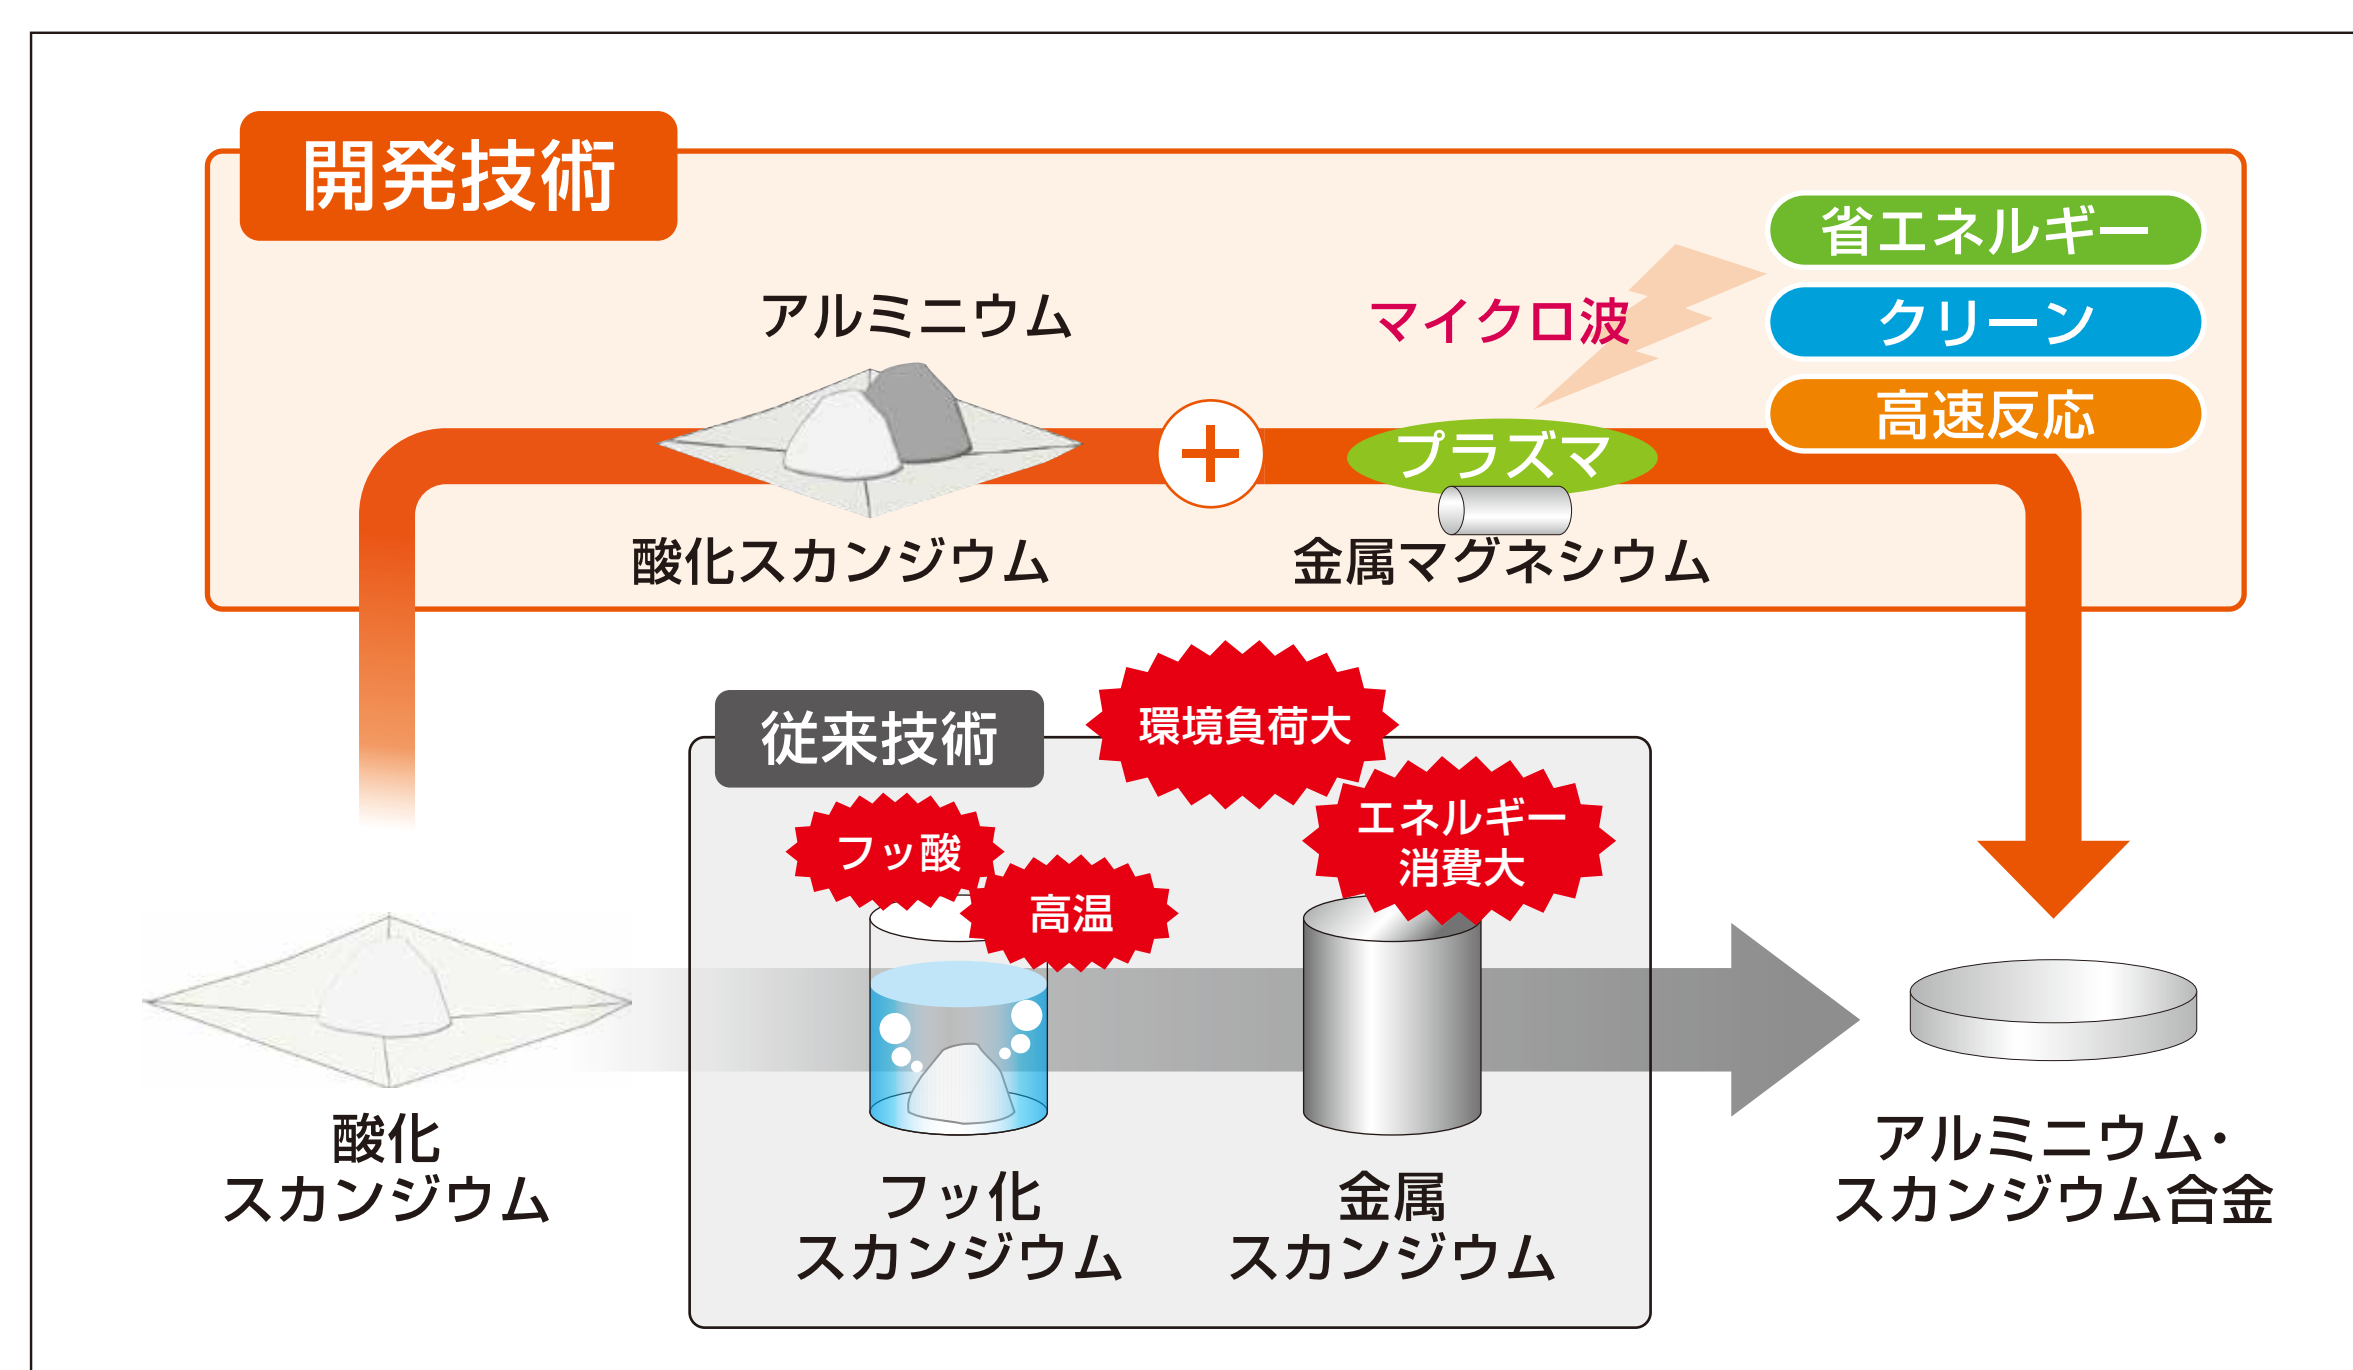 開発技術
省エネルギー
クリーン
高速反応
アルミニウム
マイクロ波
＋
プラズマ
酸化スカンジウム
金属マグネシウム
従来技術
環境負荷大
エネルギー
消費大
フッ酸
高温
酸化
スカンジウム
フッ化
スカンジウム
金属
スカンジウム
アルミニウム・
スカンジウム合金